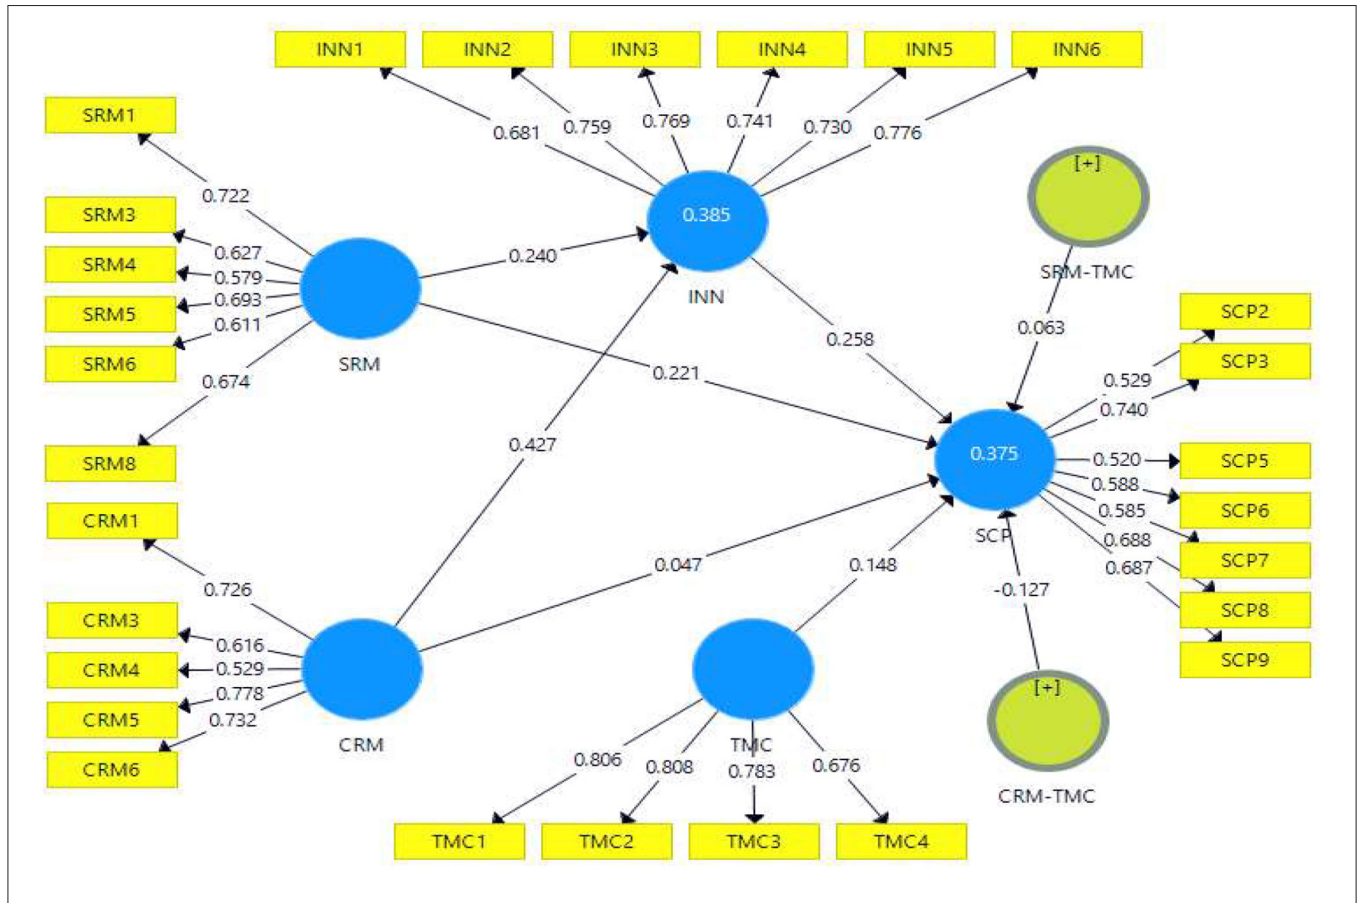 INN1 INN2 INN3 INN4 INN5 INN6
0.681 0.759 0.769 0.741 0.730 0.776
SRM1
0.722
SRM3
0.627
SRM4
0.579
SRM5
0.693
SRM6
0.611
0.674
SRM8
SRM
0.240
0.385
INN
0.221
0.258
[+]
SRM-TMC
0.063
CRM1
0.726
CRM3
0.616
CRM4
0.529
CRM5
0.778
CRM6
0.732
CRM
0.427
0.047
0.148
0.375
SCP
SCP2
0.529
SCP3
0.740
SCP5
0.520
SCP6
0.588
SCP7
0.585
SCP8
0.688
SCP9
0.687
-0.127
[+]
CRM-TMC
TMC
0.806 0.808 0.783 0.676
TMC1 TMC2 TMC3 TMC4